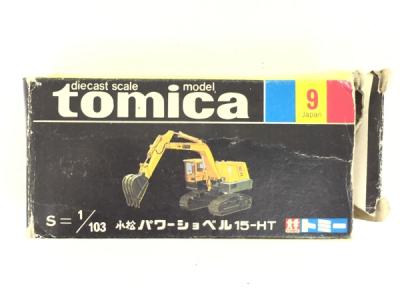 diecast scale model
tomica
9
Japan
S=1/103 小松 パワーショベル 15-HT
トミー